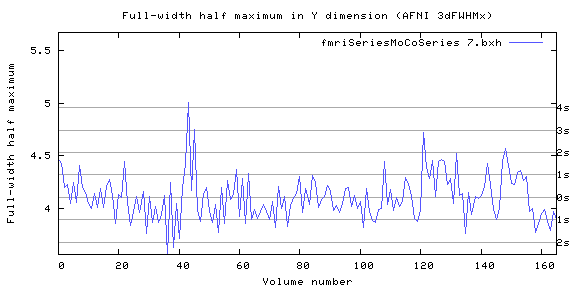 Full-width half maximum in Y dimension (AFNI 3dFWHMx)
fmriSeriesMoCoSeries 7.bxh
Full-width half maximum
5.5
5
4.5
4
4s
3s
2s
1s
0s
1s
2s
0 20 40 60 80 100 120 140 160
Volume number